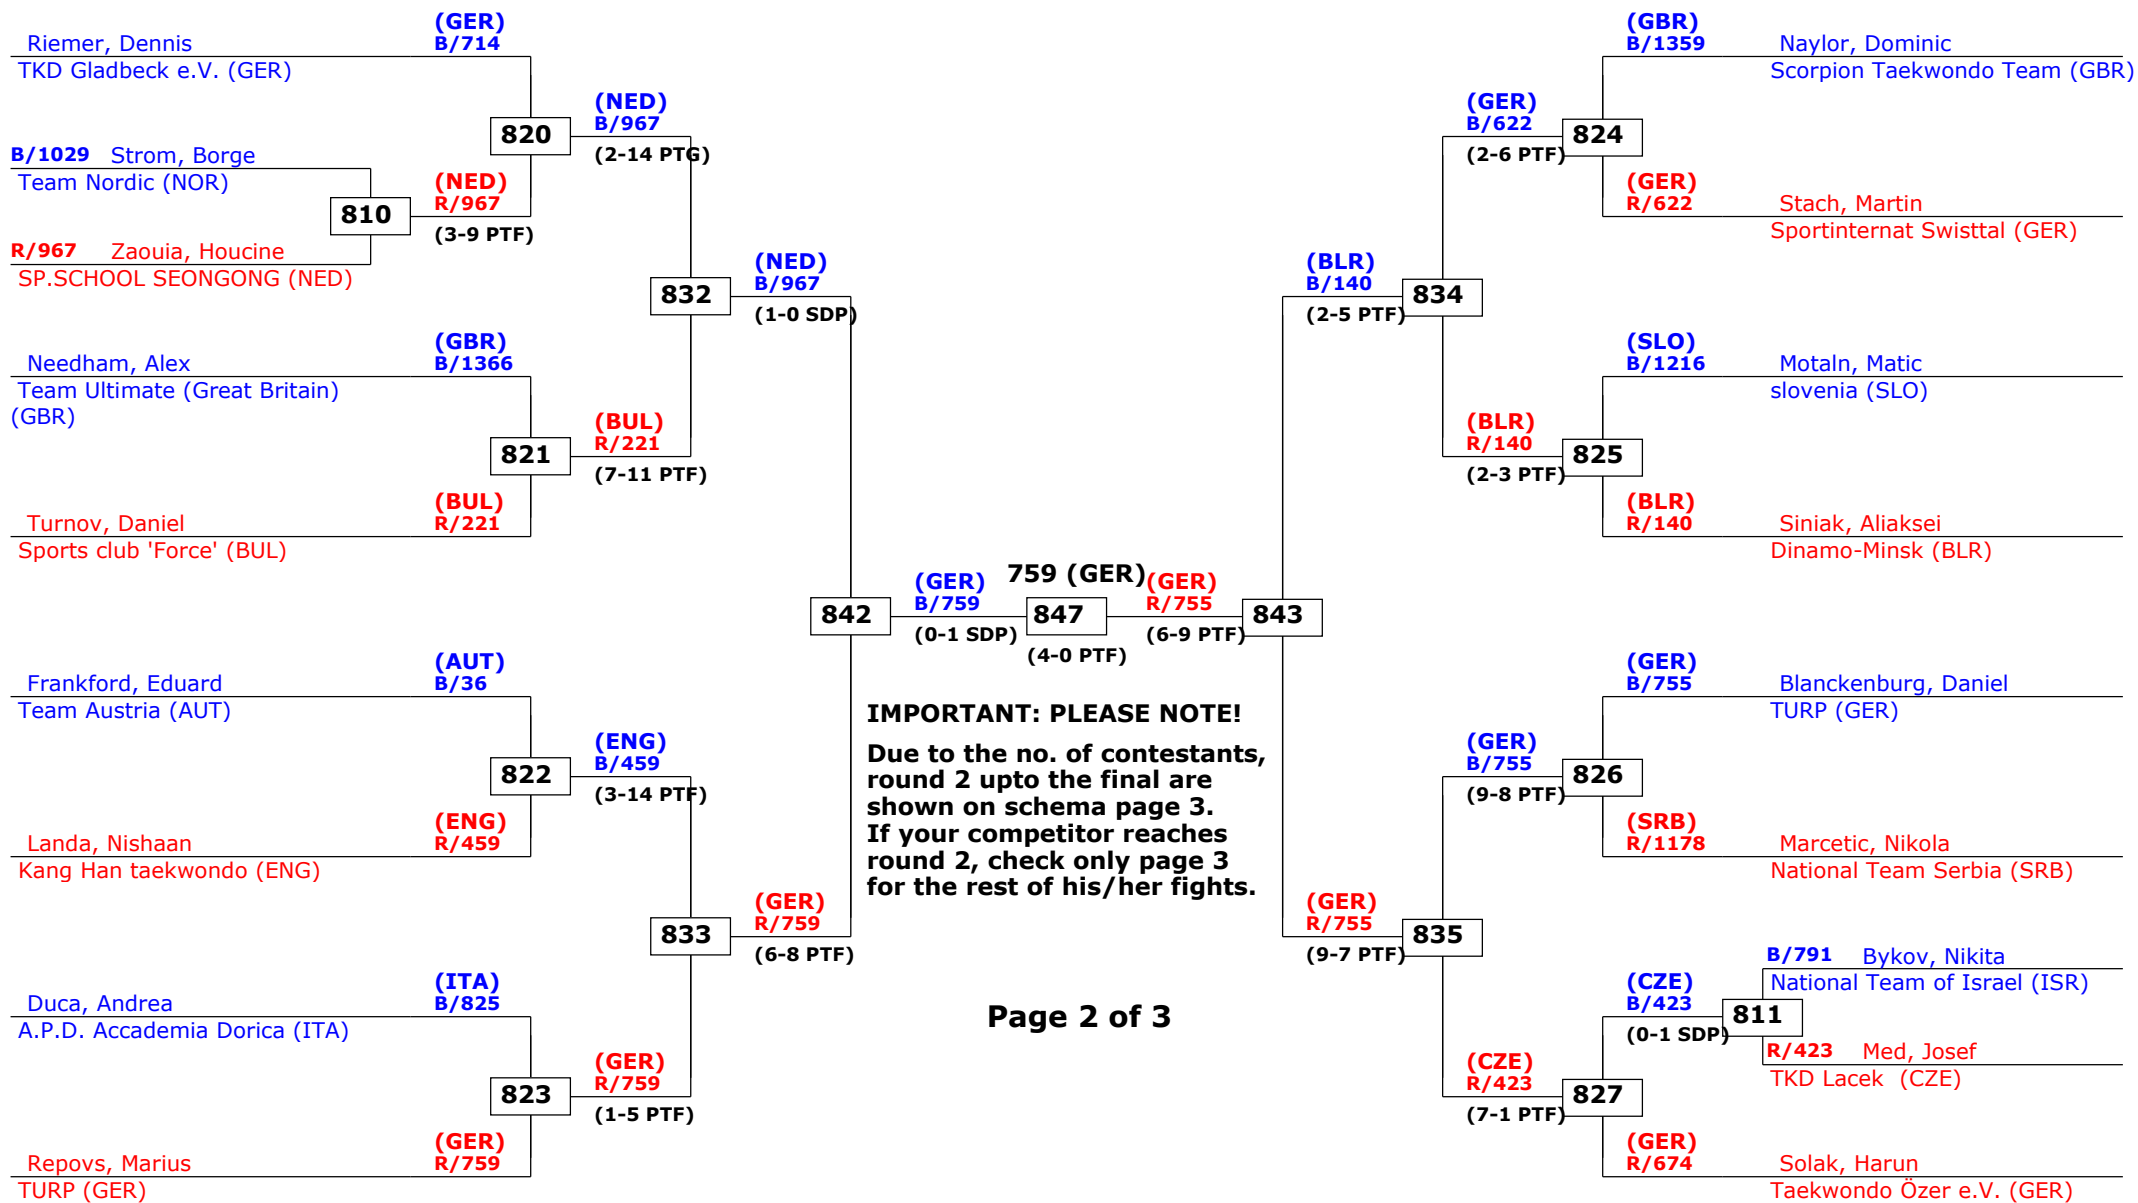 (GER)
B/714
Riemer, Dennis
TKD Gladbeck e.V. (GER)
(NED)
B/967
820
(2-14 PTG)
B/1029 Strom, Borge
Team Nordic (NOR)
(NED)
R/967
810
(3-9 PTF)
R/967 Zaouia, Houcine
SP.SCHOOL SEONGONG (NED)
(NED)
B/967
832
(1-0 SDP)
(GBR)
B/1366
Needham, Alex
Team Ultimate (Great Britain)
(GBR)
(BUL)
R/221
821
(7-11 PTF)
(BUL)
R/221
Turnov, Daniel
Sports club 'Force' (BUL)
842
(GER)
B/759
(0-1 SDP)
759 (GER)
847
(4-0 PTF)
(GER)
R/755
(6-9 PTF)
843
(AUT)
B/36
Frankford, Eduard
Team Austria (AUT)
(ENG)
B/459
822
(3-14 PTF)
(ENG)
R/459
Landa, Nishaan
Kang Han taekwondo (ENG)
(GER)
R/759
833
(6-8 PTF)
(ITA)
B/825
Duca, Andrea
A.P.D. Accademia Dorica (ITA)
(GER)
R/759
823
(1-5 PTF)
(GER)
R/759
Repovs, Marius
TURP (GER)
IMPORTANT: PLEASE NOTE!
Due to the no. of contestants,
round 2 upto the final are
shown on schema page 3.
If your competitor reaches
round 2, check only page 3
for the rest of his/her fights.
Page 2 of 3
(GBR)
B/1359
Naylor, Dominic
Scorpion Taekwondo Team (GBR)
(GER)
B/622
824
(2-6 PTF)
(GER)
R/622
Stach, Martin
Sportinternat Swisttal (GER)
(BLR)
B/140
834
(2-5 PTF)
(SLO)
B/1216
Motaln, Matic
slovenia (SLO)
(BLR)
R/140
825
(2-3 PTF)
(BLR)
R/140
Siniak, Aliaksei
Dinamo-Minsk (BLR)
(GER)
B/755
Blanckenburg, Daniel
TURP (GER)
(GER)
B/755
826
(9-8 PTF)
(SRB)
R/1178
Marcetic, Nikola
National Team Serbia (SRB)
(GER)
R/755
835
(9-7 PTF)
B/791 Bykov, Nikita
National Team of Israel (ISR)
(CZE)
B/423
811
(0-1 SDP)
R/423 Med, Josef
TKD Lacek (CZE)
(CZE)
R/423
827
(7-1 PTF)
(GER)
R/674
Solak, Harun
Taekwondo Özer e.V. (GER)